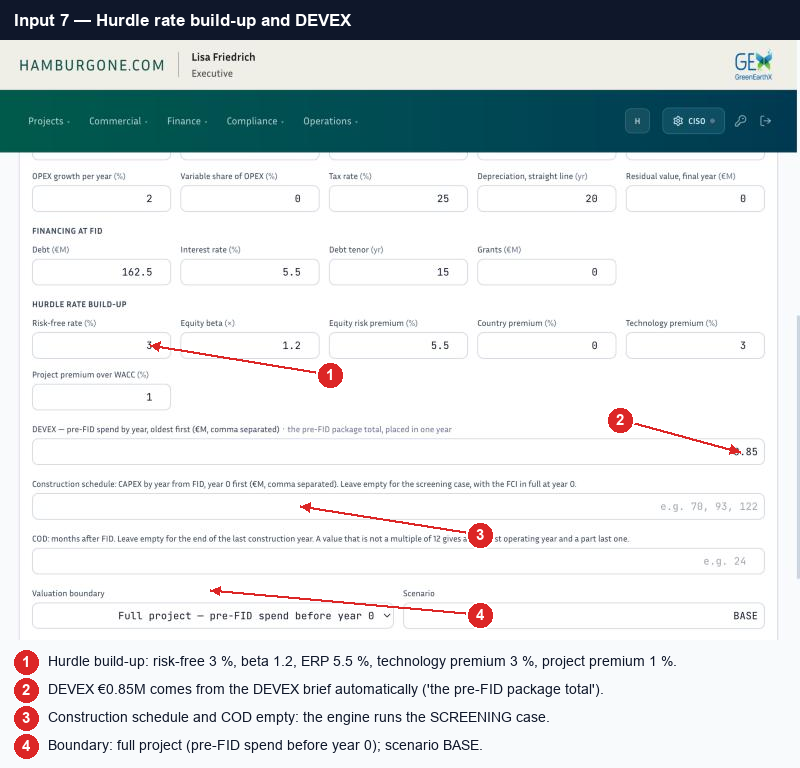 Input 7 — Hurdle rate build-up and DEVEX
HAMBURGONE.COM
Lisa Friedrich
Executive
GEX
GreenEarthX
Projects
Commercial
Finance
Compliance
Operations
H
CISO
OPEX growth per year (%)
Variable share of OPEX (%)
Tax rate (%)
Depreciation, straight line (yr)
Residual value, final year (€M)
2
0
25
20
0
FINANCING AT FID
Debt (€M)
Interest rate (%)
Debt tenor (yr)
Grants (€M)
162.5
5.5
15
0
HURDLE RATE BUILD-UP
Risk-free rate (%)
Equity beta (×)
Equity risk premium (%)
Country premium (%)
Technology premium (%)
3
1.2
5.5
0
3
Project premium over WACC (%)
1
1
DEVEX — pre-FID spend by year, oldest first (€M, comma separated) · the pre-FID package total, placed in one year
2
.85
Construction schedule: CAPEX by year from FID, year 0 first (€M, comma separated). Leave empty for the screening case, with the FCI in full at year 0.
e.g. 70, 93, 122
3
COD: months after FID. Leave empty for the end of the last construction year. A value that is not a multiple of 12 gives a st operating year and a part last one.
e.g. 24
Valuation boundary
Scenario
Full project — pre-FID spend before year 0
4
BASE
1 Hurdle build-up: risk-free 3 %, beta 1.2, ERP 5.5 %, technology premium 3 %, project premium 1 %.
2 DEVEX €0.85M comes from the DEVEX brief automatically ('the pre-FID package total').
3 Construction schedule and COD empty: the engine runs the SCREENING case.
4 Boundary: full project (pre-FID spend before year 0); scenario BASE.